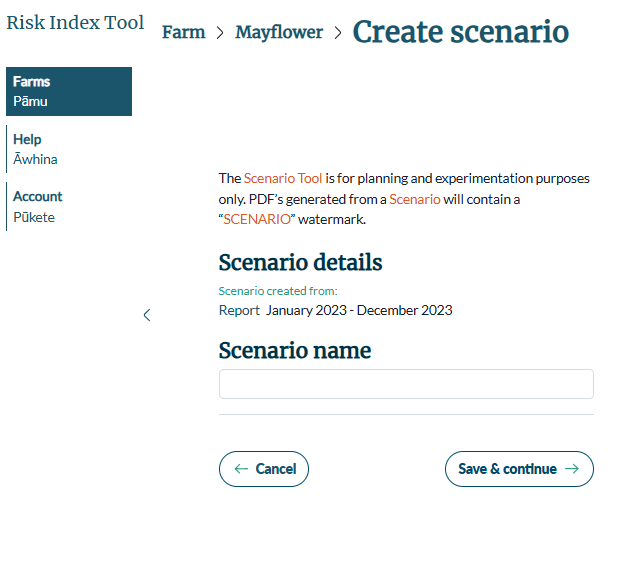 Risk Index Tool
Farm > Mayflower > Create scenario
Farms
Pāmu
Help
Āwhina
Account
Pūkete
The Scenario Tool is for planning and experimentation purposes
only. PDF's generated from a Scenario will contain a
“SCENARIO” watermark.
Scenario details
Scenario created from:
Report January 2023 - December 2023
Scenario name
← Cancel
Save & continue →